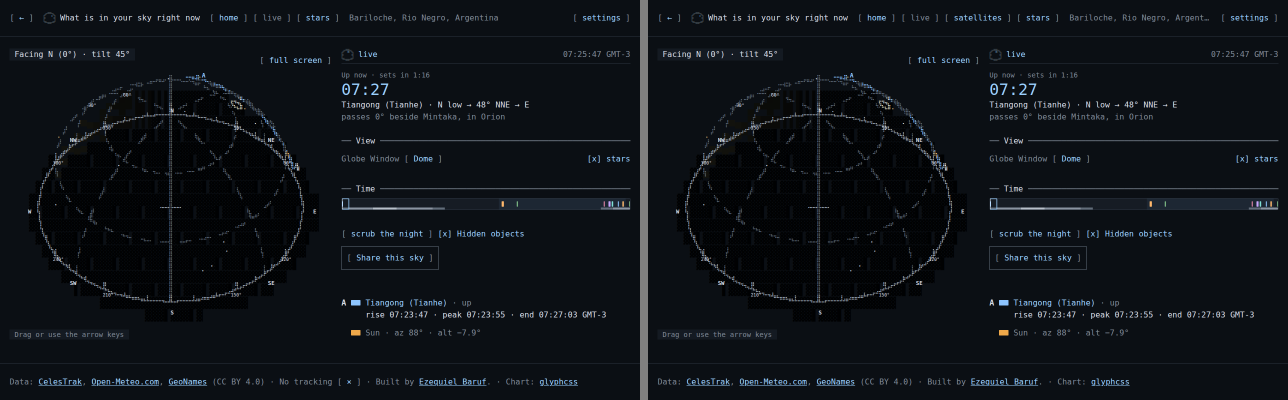 [ ← ] What is in your sky right now [ home ] [ live ] [ stars ] Bariloche, Rio Negro, Argentina [ settings ]
Facing N (0°) · tilt 45°
[ full screen ]
A
N
NW
NE
W
E
SW
SE
S
210°
150°
Drag or use the arrow keys
live 07:25:47 GMT-3
Up now · sets in 1:16
07:27
Tiangong (Tianhe) · N low → 48° NNE → E
passes 0° beside Mintaka, in Orion
View
Globe Window [ Dome ] [x] stars
Time
[ scrub the night ] [x] Hidden objects
[ Share this sky ]
A Tiangong (Tianhe) · up
rise 07:23:47 · peak 07:23:55 · end 07:27:03 GMT-3
Sun · az 88° · alt −7.9°
Data: CelesTrak, Open-Meteo.com, GeoNames (CC BY 4.0) · No tracking [ × ] · Built by Ezequiel Baruf. · Chart: glyphcss
[ ← ] What is in your sky right now [ home ] [ live ] [ satellites ] [ stars ] Bariloche, Rio Negro, Argent… [ settings ]
Facing N (0°) · tilt 45°
[ full screen ]
A
N
NW
NE
W
E
SW
SE
S
210°
150°
Drag or use the arrow keys
live 07:25:47 GMT-3
Up now · sets in 1:16
07:27
Tiangong (Tianhe) · N low → 48° NNE → E
passes 0° beside Mintaka, in Orion
View
Globe Window [ Dome ] [x] stars
Time
[ scrub the night ] [x] Hidden objects
[ Share this sky ]
A Tiangong (Tianhe) · up
rise 07:23:47 · peak 07:23:55 · end 07:27:03 GMT-3
Sun · az 88° · alt −7.9°
Data: CelesTrak, Open-Meteo.com, GeoNames (CC BY 4.0) · Built by Ezequiel Baruf. · Chart: glyphcss